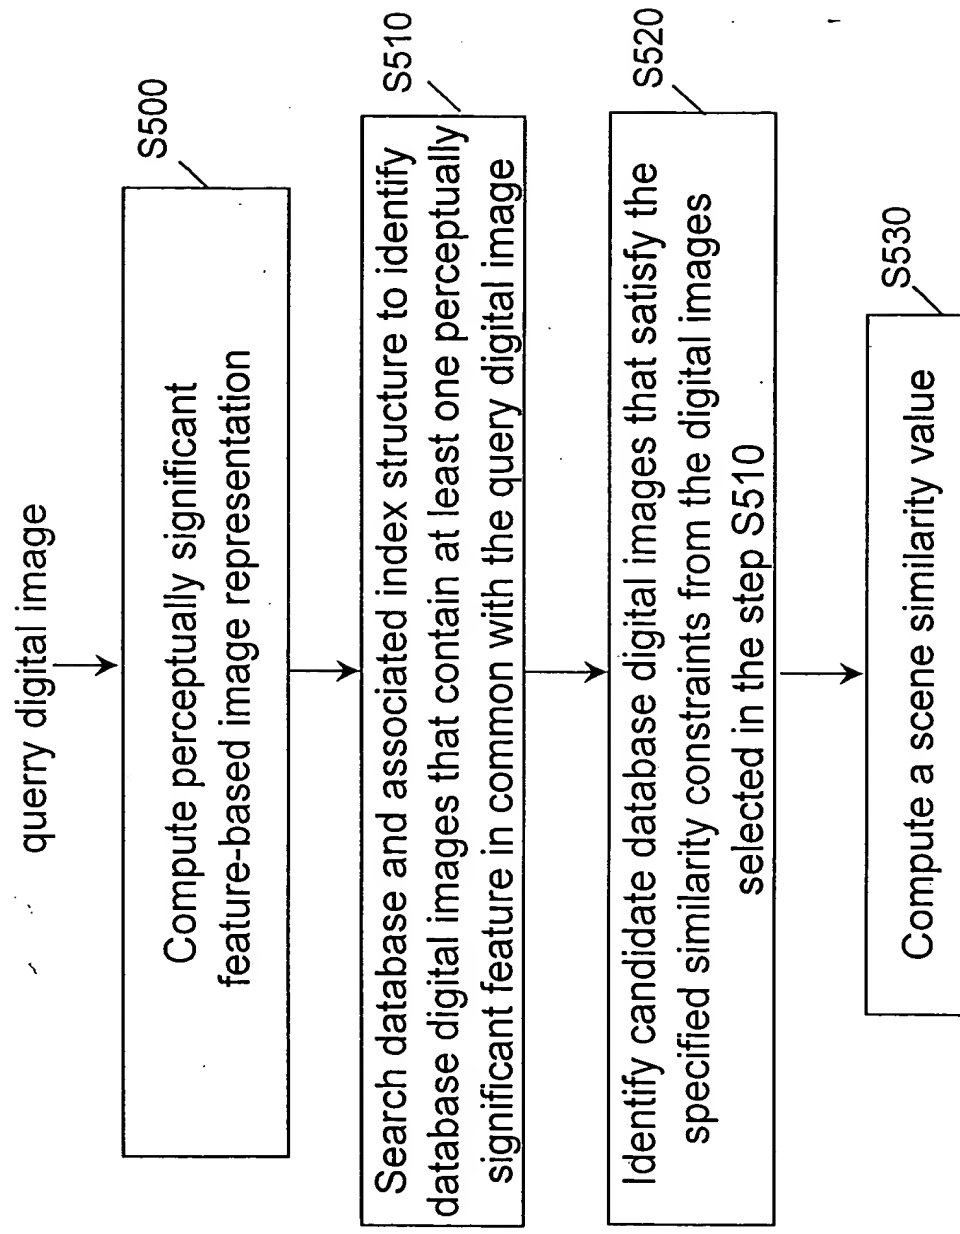 querry digital image
S500
Compute perceptually significant
feature-based image representation
S510
Search database and associated index structure to identify
database digital images that contain at least one perceptually
significant feature in common with the query digital image
S520
Identify candidate database digital images that satisfy the
specified similarity constraints from the digital images
selected in the step S510
S530
Compute a scene similarity value